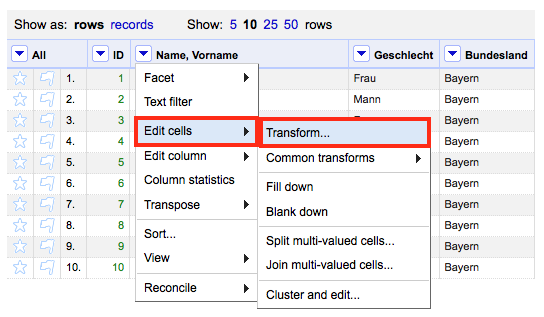 Show as: rows records Show: 5 10 25 50 rows
All ID Name, Vorname Geschlecht Bundesland
1. 1 Frau Bayern
2. 2 Mann Bayern
3. 3 Bayern
4. 4 Bayern
5. 5 Bayern
6. 6 Bayern
7. 7 Bayern
8. 8 Bayern
9. 9 Bayern
10. 10 Bayern
Facet
Text filter
Edit cells
Edit column
Column statistics
Transpose
Sort...
View
Reconcile
Transform...
Common transforms
Fill down
Blank down
Split multi-valued cells...
Join multi-valued cells...
Cluster and edit...